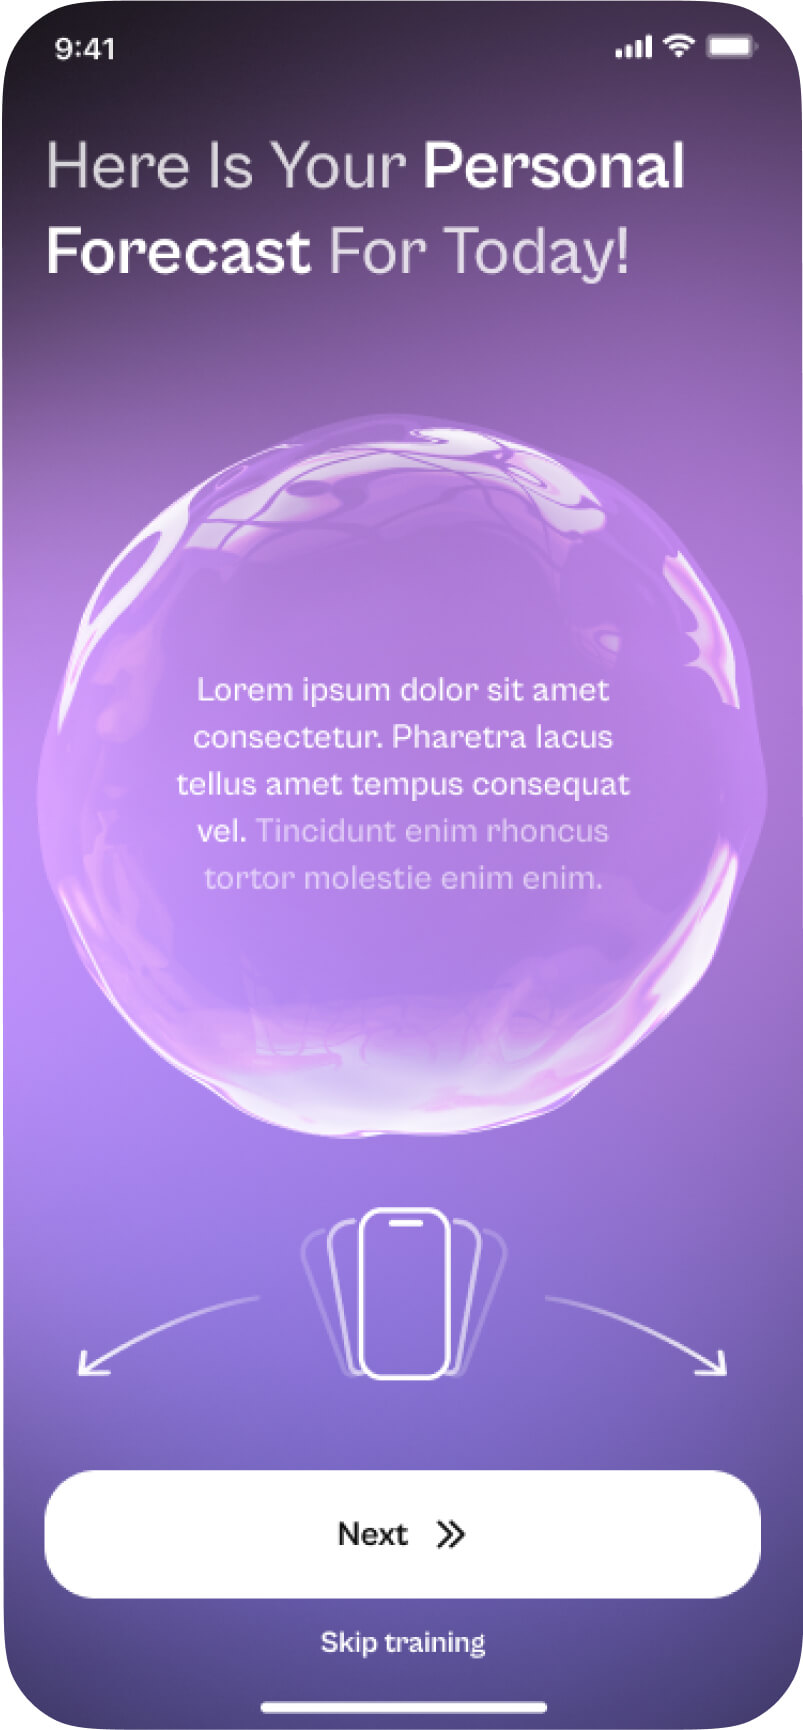 9:41
Here Is Your Personal
Forecast For Today!
Lorem ipsum dolor sit amet
consectetur. Pharetra lacus
tellus amet tempus consequat
vel. Tincidunt enim rhoncus
tortor molestie enim enim.
Next
Skip training